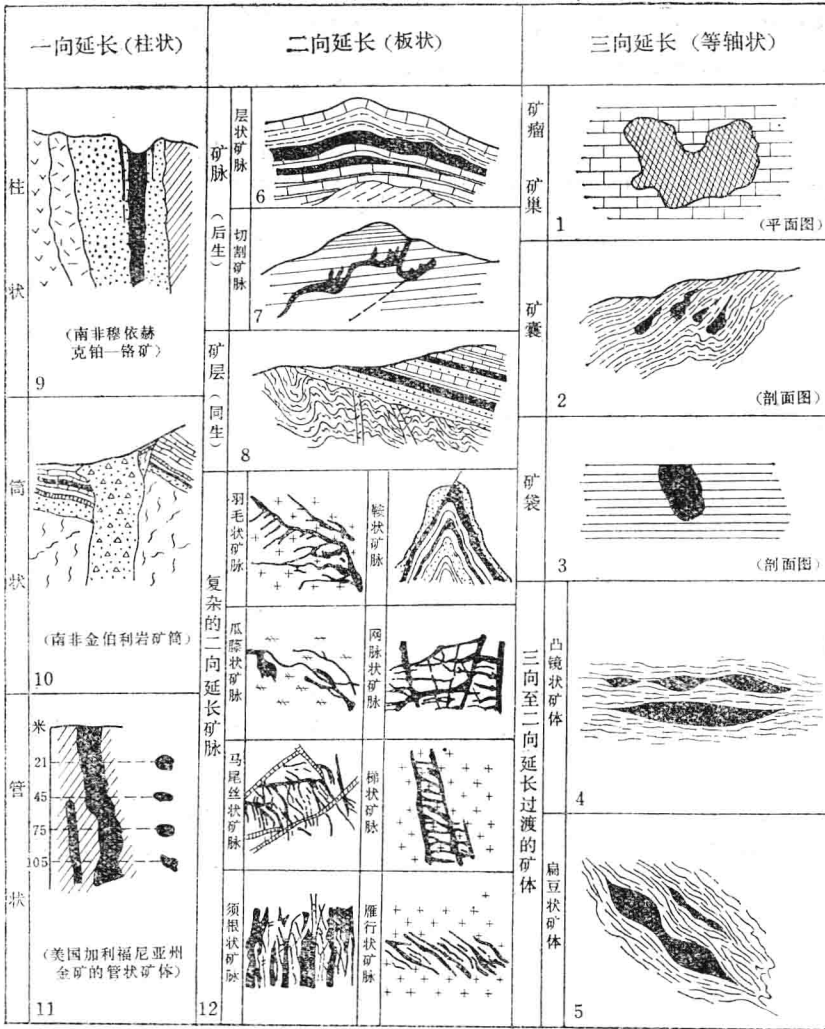 一向延长(柱状)
二向延长(板状)
三向延长(等轴状)
柱状
9
(南非穆依赫
克铂—铬矿)
筒状
10
(南非金伯利岩矿筒)
管状
米
21
45
75
105
(美国加利福尼亚州
金矿的管状矿体)
11
矿脉(后生)
层状矿脉
6
切割矿脉
7
矿层(同生)
8
复杂的二向延长矿脉
羽毛状矿脉
鞍状矿脉
瓜藤状矿脉
网脉状矿脉
马尾丝状矿脉
梯状矿脉
须根状矿脉
雁行状矿脉
12
矿瘤
矿巢
1
(平面图)
矿囊
2
(剖面图)
矿袋
3
(剖面图)
三向至二向延长过渡的矿体
凸镜状矿体
4
扁豆状矿体
5